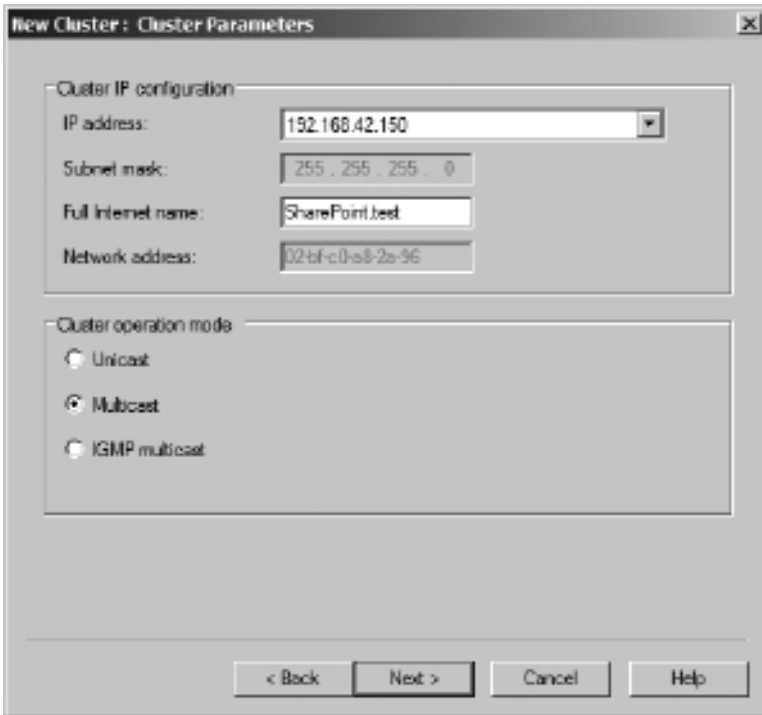 New Cluster : Cluster Parameters
Cluster IP configuration
IP address:
192.168.42.150
Subnet mask:
255 . 255 . 255 . 0
Full Internet name:
SharePoint.test
Network address:
02-bf-c0-a8-2a-96
Cluster operation mode
Unicast
Multicast
IGMP multicast
< Back
Next >
Cancel
Help